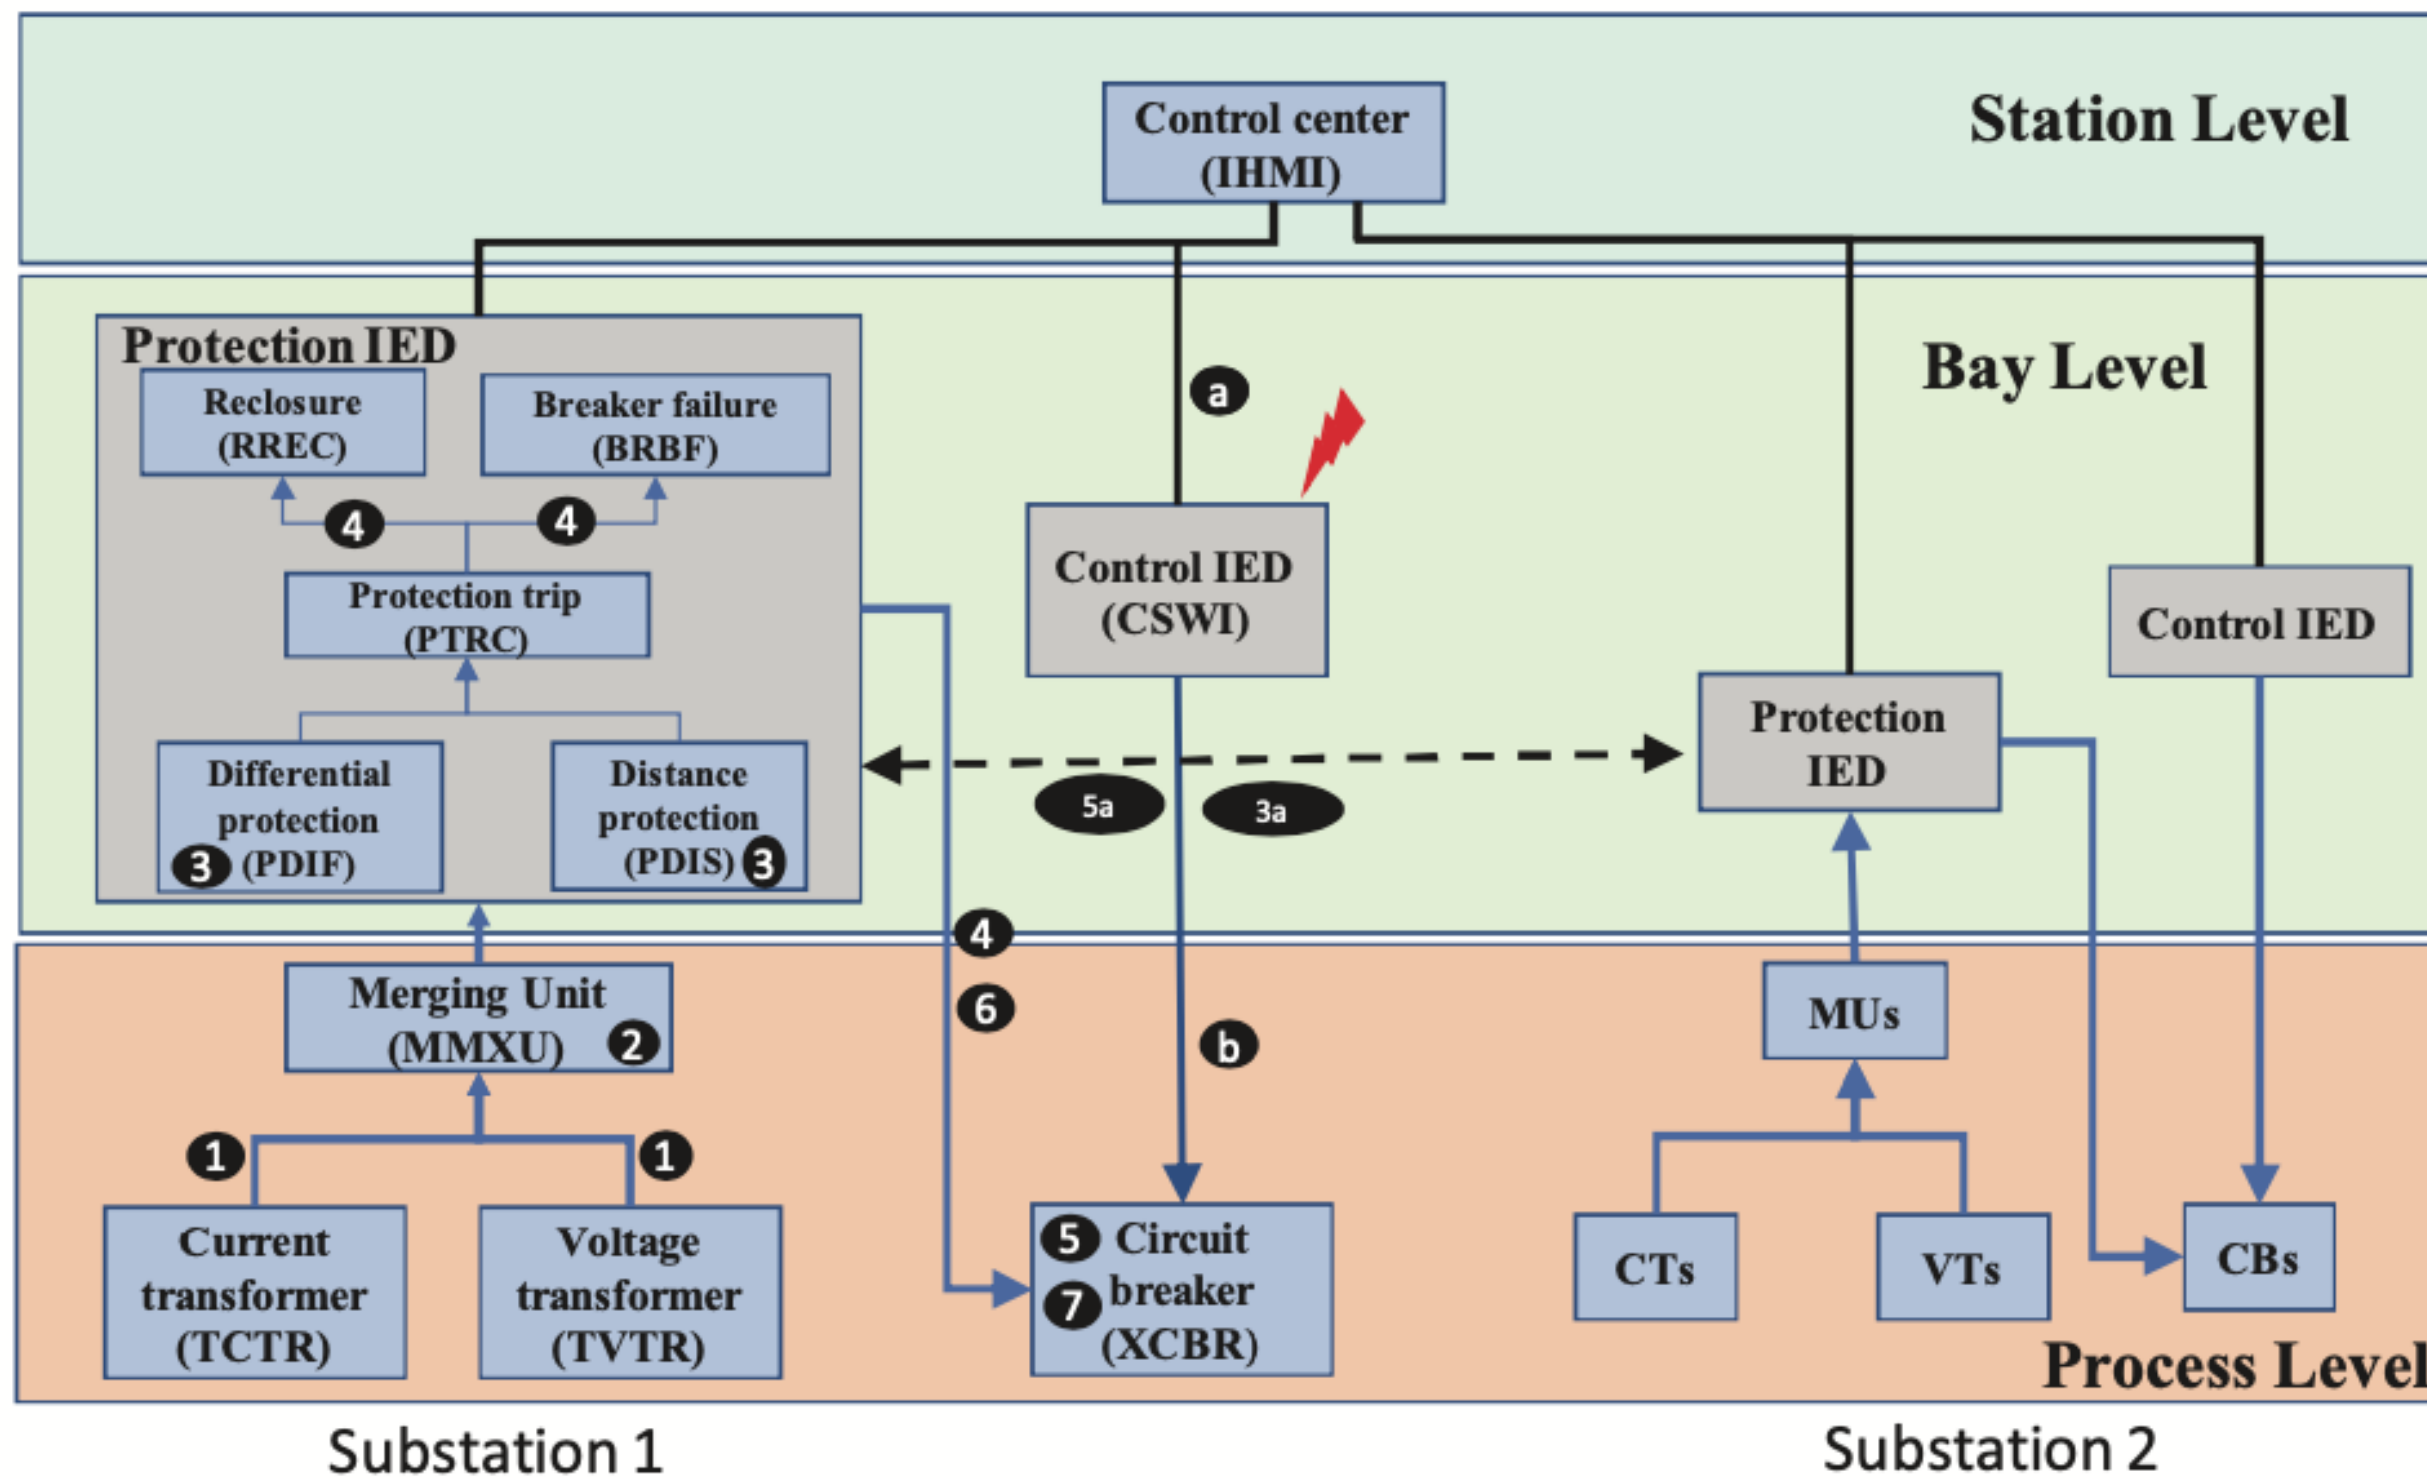 Control center
(IHMI)
Station Level
Protection IED
Reclosure
(RREC)
Breaker failure
(BRBF)
4
4
Protection trip
(PTRC)
Differential
protection
3 (PDIF)
Distance
protection
(PDIS) 3
a
Control IED
(CSWI)
Bay Level
Control IED
Protection
IED
5a
3a
4
6
b
Merging Unit
(MMXU) 2
1
1
Current
transformer
(TCTR)
Voltage
transformer
(TVTR)
5 Circuit
7 breaker
(XCBR)
MUs
CTs
VTs
CBs
Process Level
Substation 1
Substation 2